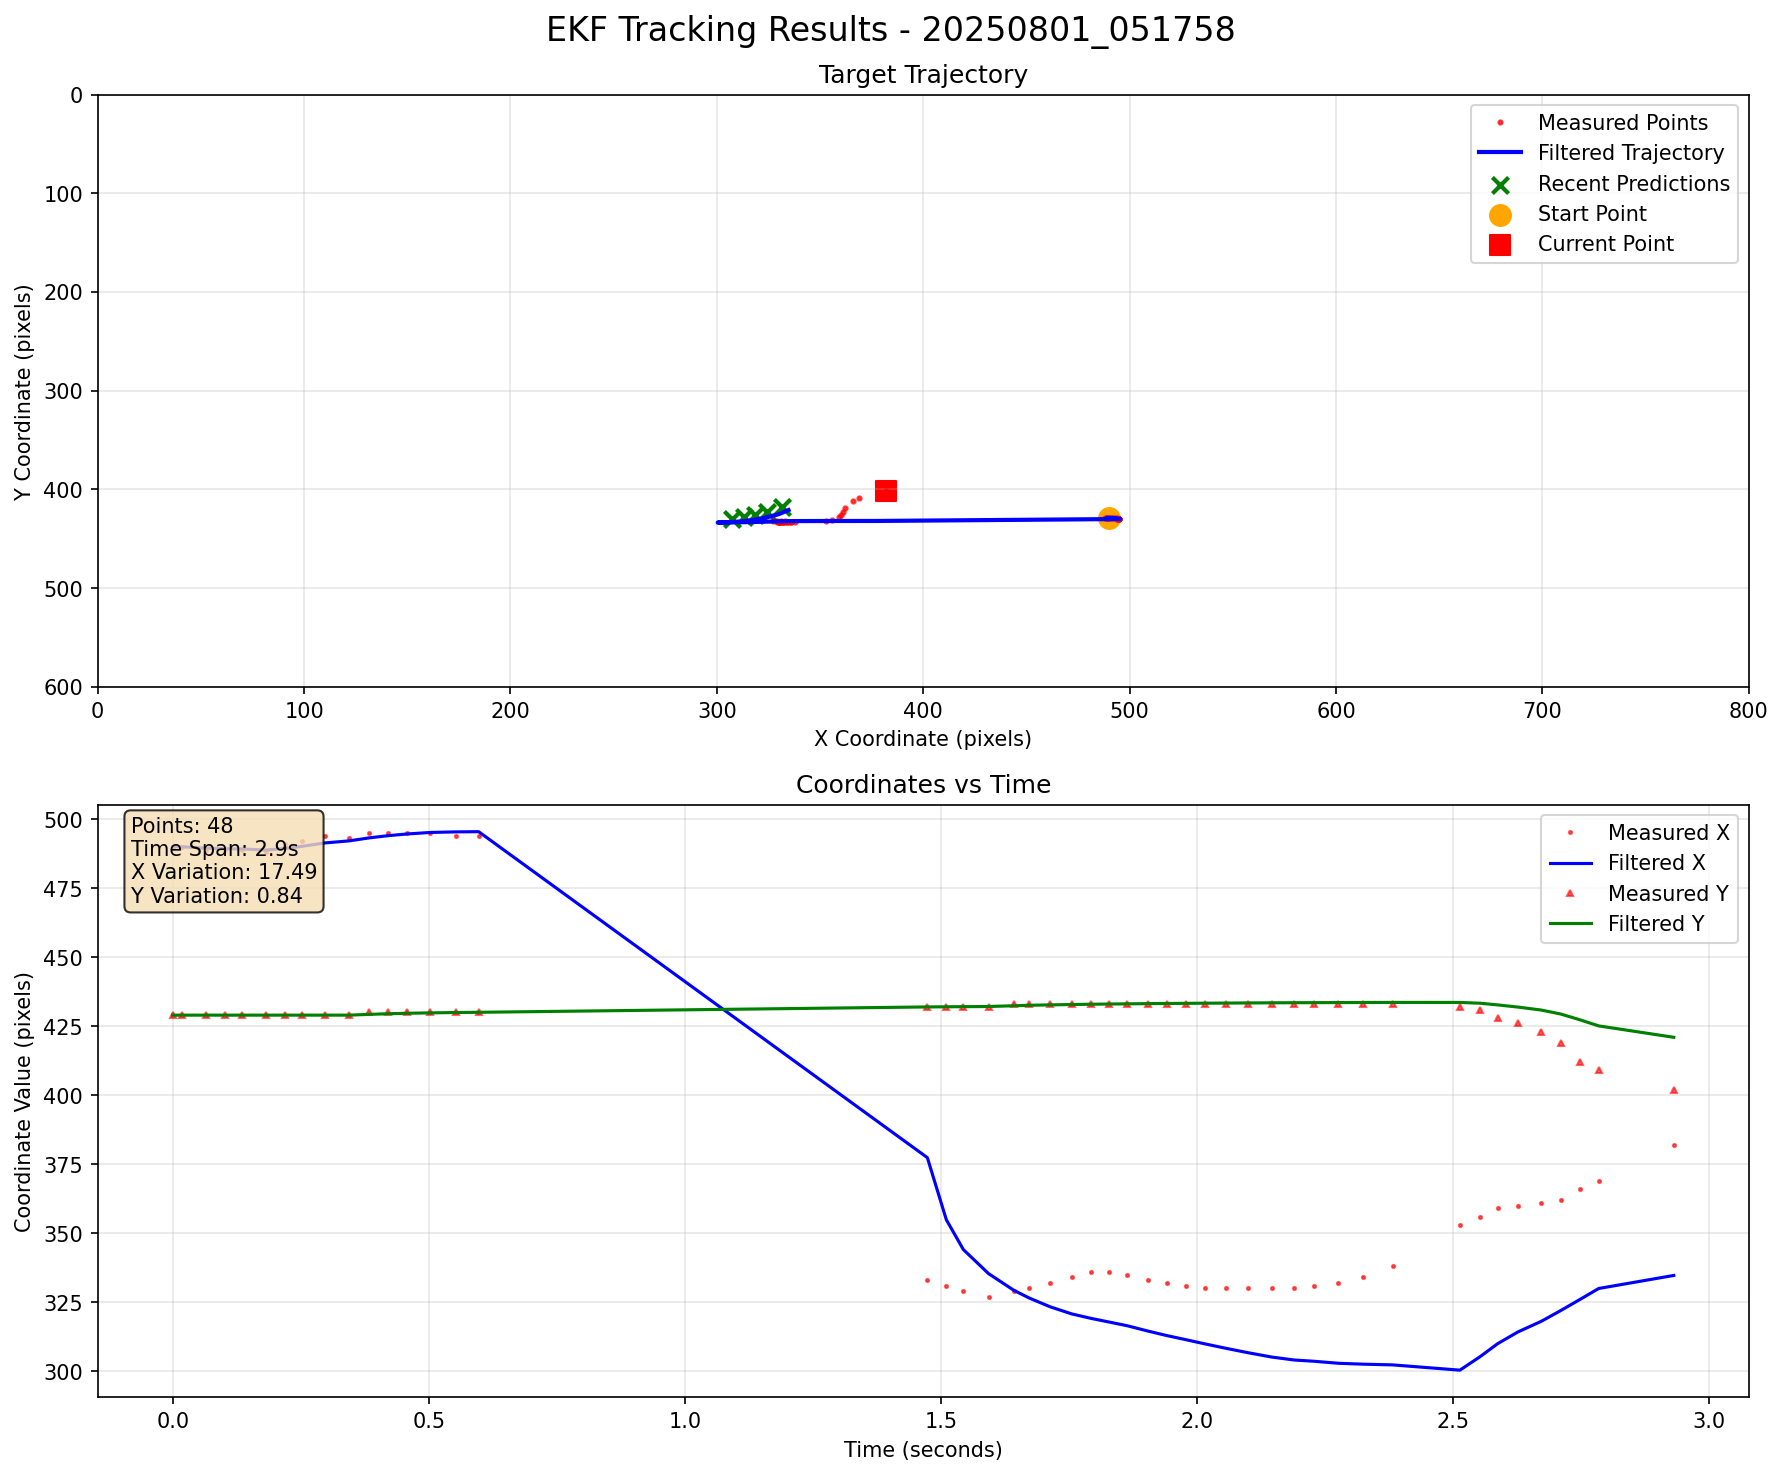 EKF Tracking Results - 20250801_051758
Target Trajectory
0
100
200
300
400
500
600
Y Coordinate (pixels)
Measured Points
Filtered Trajectory
Recent Predictions
Start Point
Current Point
0 100 200 300 400 500 600 700 800
X Coordinate (pixels)
Coordinates vs Time
500
475
450
425
400
375
350
325
300
Coordinate Value (pixels)
Points: 48
Time Span: 2.9s
X Variation: 17.49
Y Variation: 0.84
Measured X
Filtered X
Measured Y
Filtered Y
0.0 0.5 1.0 1.5 2.0 2.5 3.0
Time (seconds)